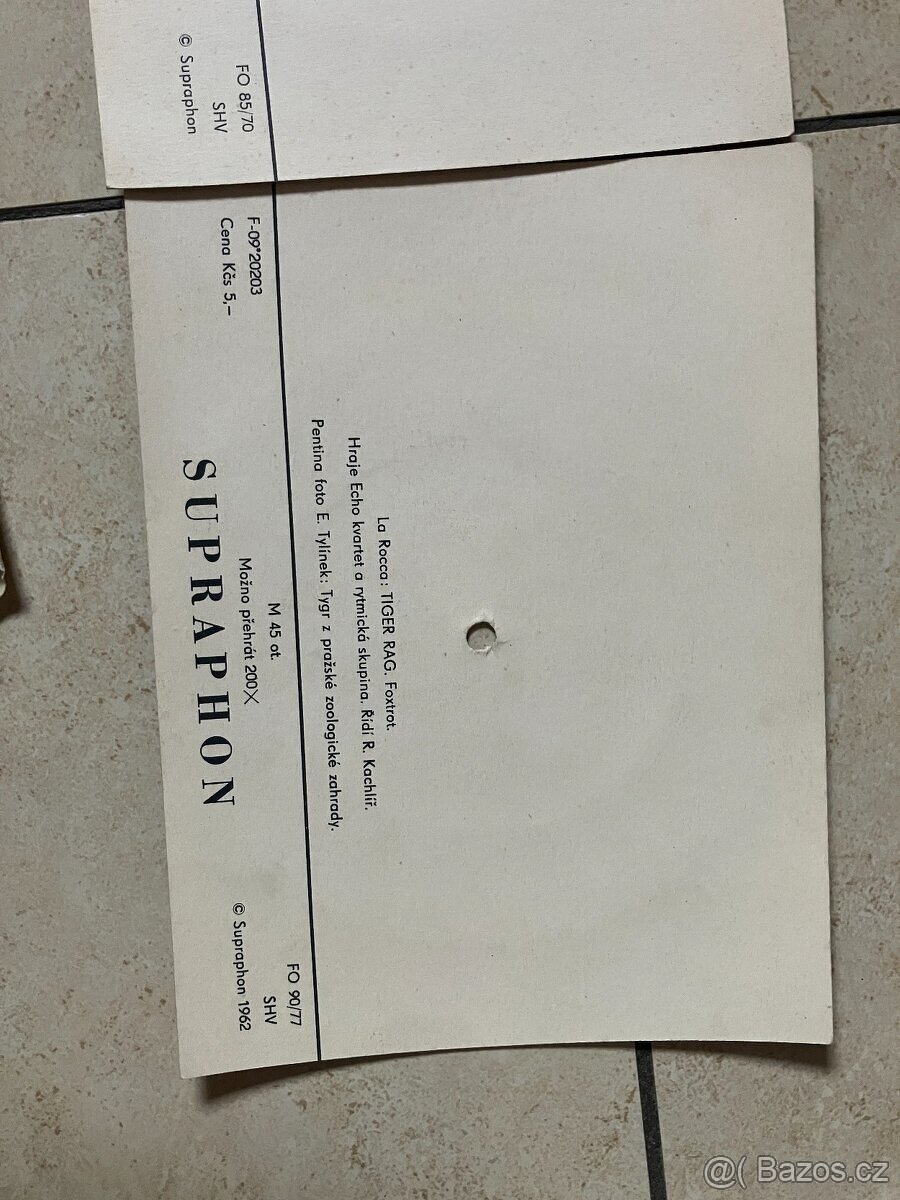 FO 85/70
SHV
© Supraphon
La Rocca: TIGER RAG. Foxtrot.
Hraje Echo kvartet a rytmická skupina. Řídí R. Kachlíř.
Pentina foto E. Tylínek: Tygr z pražské zoologické zahrady.
F-09*20203
Cena Kčs 5,–
M 45 ot.
Možno přehrát 200X
SUPRAPHON
FO 90/77
SHV
© Supraphon 1962
@( Bazos.cz